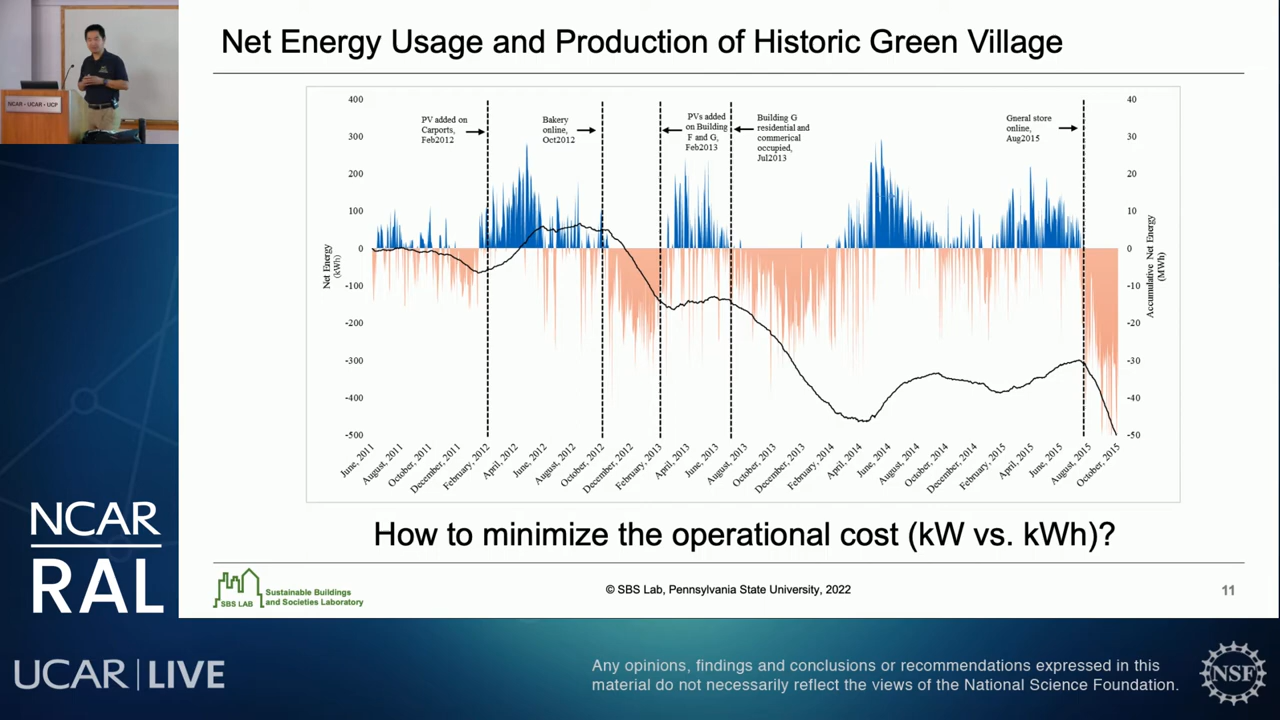 Net Energy Usage and Production of Historic Green Village
NCAR • UCAR • UCP
400
300
200
100
0
-100
-200
-300
-400
-500
Net Energy
(kWh)
PV added on
Carports,
Feb2012
Bakery
online,
Oct2012
PVs added
on Building
F and G,
Feb2013
Building G
residential and
commerical
occupied,
Jul2013
Gneral store
online,
Aug2015
40
30
20
10
0
-10
-20
-30
-40
-50
Accumulative Net Energy
(MWh)
June, 2011
August, 2011
October, 2011
December, 2011
February, 2012
April, 2012
June, 2012
August, 2012
October, 2012
December, 2012
February, 2013
April, 2013
June, 2013
August, 2013
October, 2013
December, 2013
February, 2014
April, 2014
June, 2014
August, 2014
October, 2014
December, 2014
February, 2015
April, 2015
June, 2015
August, 2015
October, 2015
How to minimize the operational cost (kW vs. kWh)?
NCAR
RAL
SBS LAB
Sustainable Buildings
and Societies Laboratory
© SBS Lab, Pennsylvania State University, 2022
11
UCAR | LIVE
Any opinions, findings and conclusions or recommendations expressed in this
material do not necessarily reflect the views of the National Science Foundation.
NSF